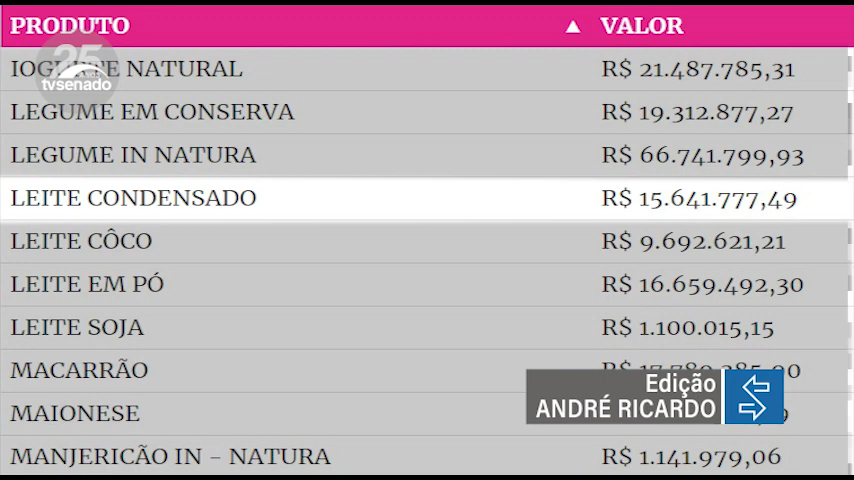 PRODUTO ▲ VALOR
IOGURTE NATURAL R$ 21.487.785,31
25
tvsenado
LEGUME EM CONSERVA R$ 19.312.877,27
LEGUME IN NATURA R$ 66.741.799,93
LEITE CONDENSADO R$ 15.641.777,49
LEITE CÔCO R$ 9.692.621,21
LEITE EM PÓ R$ 16.659.492,30
LEITE SOJA R$ 1.100.015,15
MACARRÃO
Edição
ANDRÉ RICARDO
MAIONESE
MANJERICÃO IN - NATURA R$ 1.141.979,06